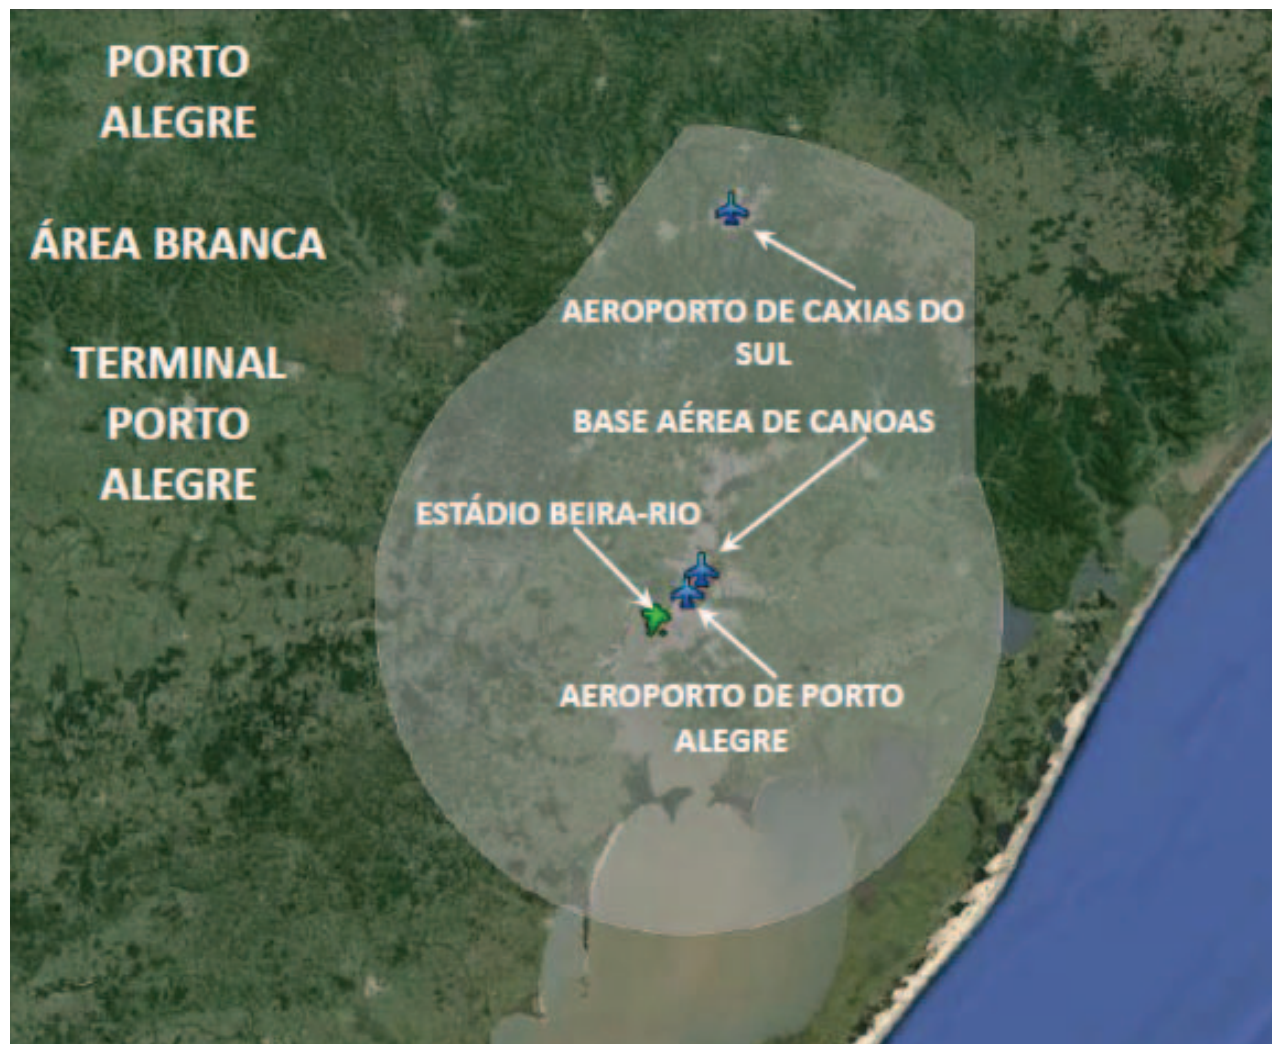 PORTO
ALEGRE
ÁREA BRANCA
TERMINAL
PORTO
ALEGRE
AEROPORTO DE CAXIAS DO
SUL
BASE AÉREA DE CANOAS
ESTÁDIO BEIRA-RIO
AEROPORTO DE PORTO
ALEGRE